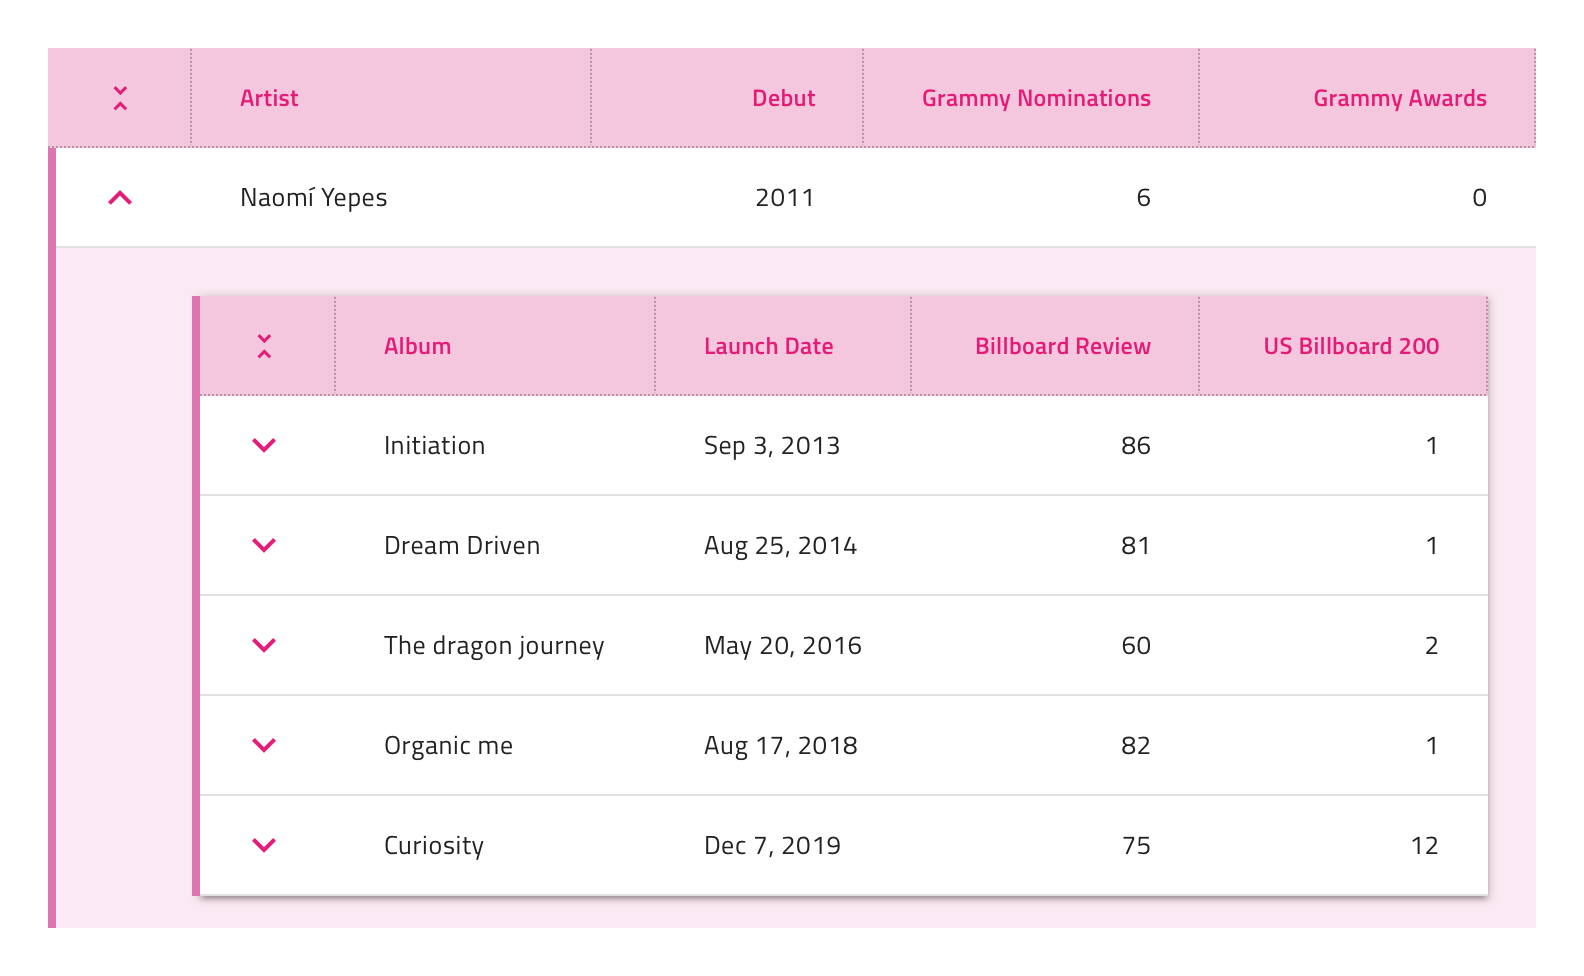 Artist Debut Grammy Nominations Grammy Awards
Naomí Yepes 2011 6 0
Album Launch Date Billboard Review US Billboard 200
Initiation Sep 3, 2013 86 1
Dream Driven Aug 25, 2014 81 1
The dragon journey May 20, 2016 60 2
Organic me Aug 17, 2018 82 1
Curiosity Dec 7, 2019 75 12